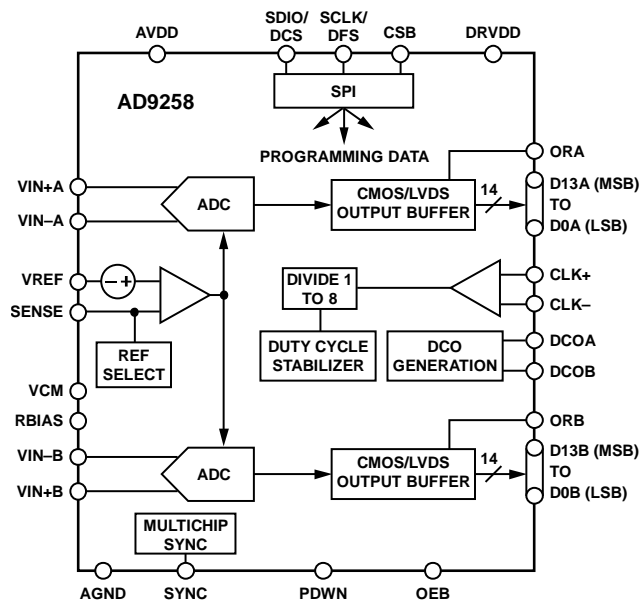 AVDD
SDIO/
DCS
SCLK/
DFS
CSB
DRVDD
AD9258
SPI
PROGRAMMING DATA
VIN+A
VIN–A
ADC
CMOS/LVDS
OUTPUT BUFFER
14
ORA
D13A (MSB)
TO
D0A (LSB)
VREF
– +
SENSE
REF
SELECT
DIVIDE 1
TO 8
DUTY CYCLE
STABILIZER
CLK+
CLK–
DCO
GENERATION
DCOA
DCOB
VCM
RBIAS
VIN–B
VIN+B
ADC
CMOS/LVDS
OUTPUT BUFFER
14
ORB
D13B (MSB)
TO
D0B (LSB)
MULTICHIP
SYNC
AGND
SYNC
PDWN
OEB